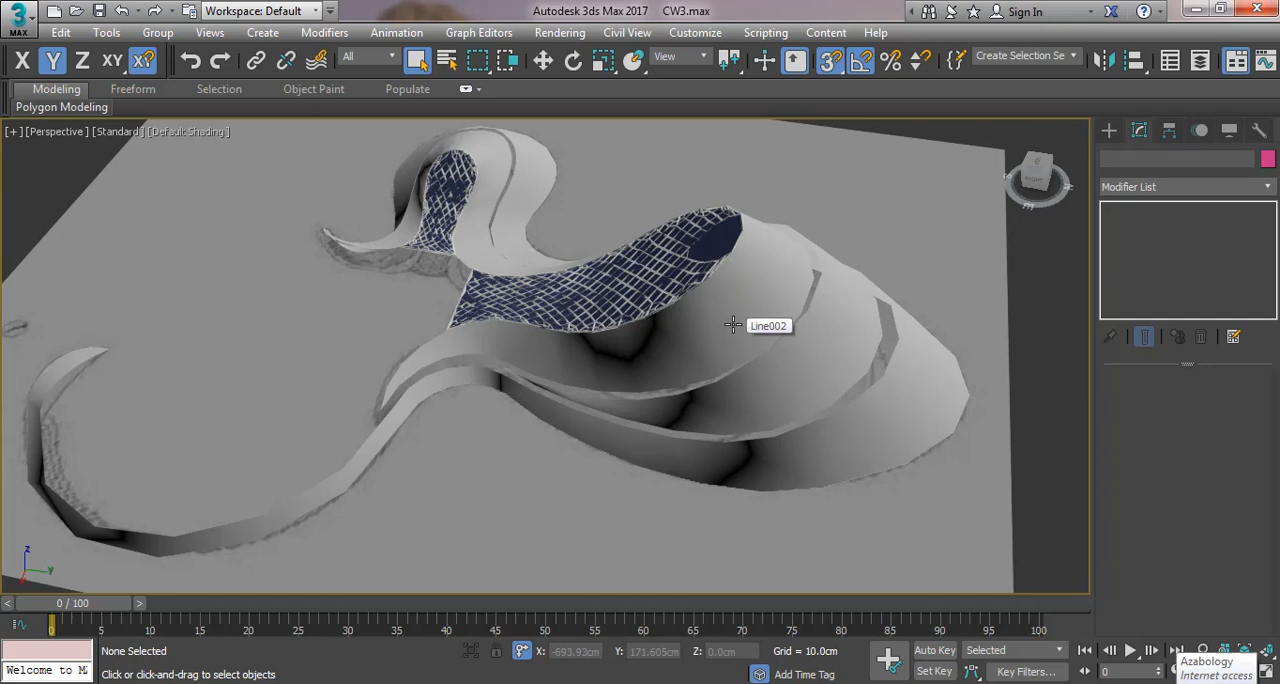 3 MAX
Workspace: Default
Autodesk 3ds Max 2017 CW3.max
Sign In
Edit Tools Group Views Create Modifiers Animation Graph Editors Rendering Civil View Customize Scripting Content Help
X Y Z XY All View Create Selection Se
Modeling Freeform Selection Object Paint Populate
Polygon Modeling
[+] [Perspective] [Standard] [Default Shading]
RIGHT
Modifier List
Line002
z
y
0 / 100
0 5 10 15 20 25 30 35 40 45 50 55 60 65 70 75 80 85 90 95 100
None Selected
X: -693.93cm Y: 171.605cm Z: 0.0cm Grid = 10.0cm
Auto Key Selected
Welcome to M
Click or click-and-drag to select objects
Add Time Tag
Set Key Key Filters... 0
Azabology
Internet access